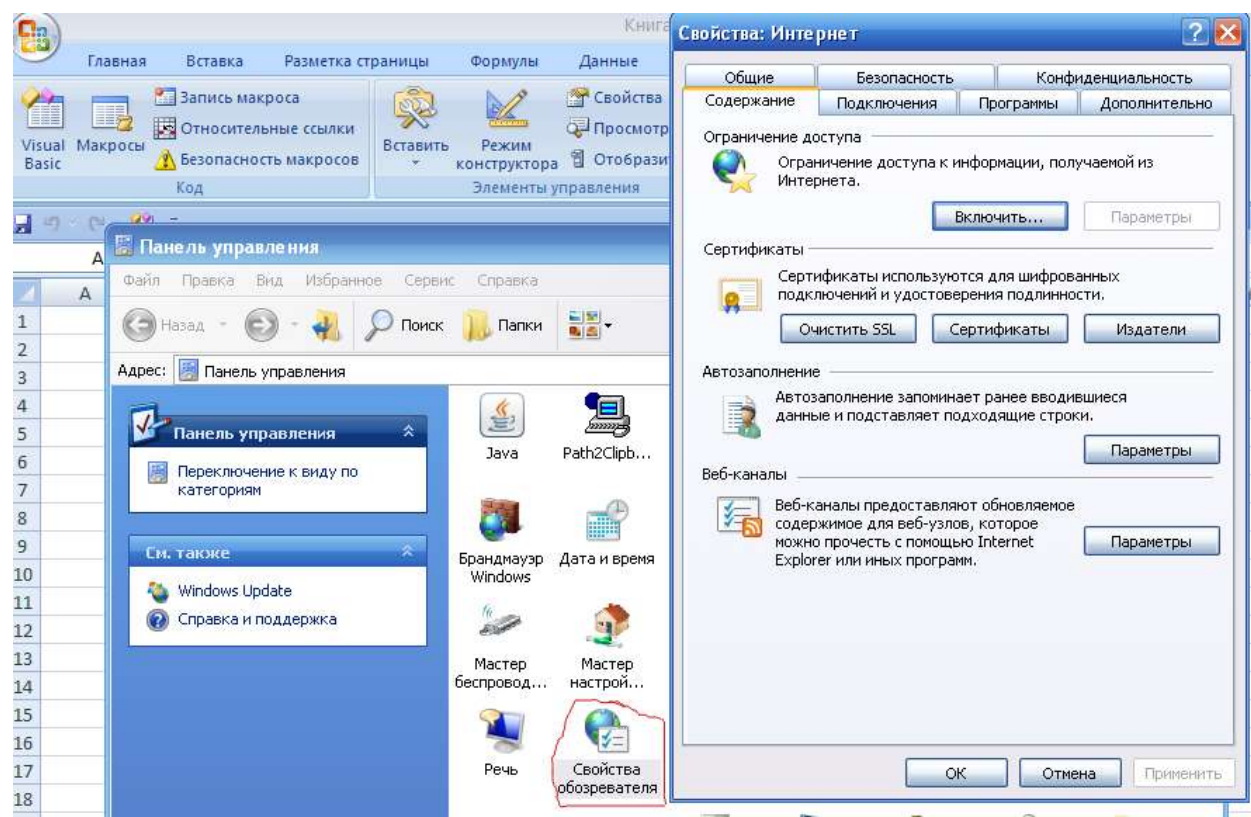 Книга
Главная Вставка Разметка страницы Формулы Данные
Visual Basic
Макросы
Запись макроса
Относительные ссылки
Безопасность макросов
Код
Вставить
Режим конструктора
Свойства
Просмотр
Элементы управления
A
1
2
3
4
5
6
7
8
9
10
11
12
13
14
15
16
17
18
Панель управления
Файл Правка Вид Избранное Сервис Справка
Назад Поиск Папки
Адрес: Панель управления
Панель управления
Переключение к виду по
категориям
См. также
Windows Update
Справка и поддержка
Java
Path2Clipb...
Брандмауэр
Windows
Дата и время
Мастер
беспровод...
Мастер
настрой...
Речь
Свойства
обозревателя
Свойства: Интернет
Общие Безопасность Конфиденциальность
Содержание Подключения Программы Дополнительно
Ограничение доступа
Ограничение доступа к информации, получаемой из
Интернета.
Включить... Параметры
Сертификаты
Сертификаты используются для шифрованных
подключений и удостоверения подлинности.
Очистить SSL Сертификаты Издатели
Автозаполнение
Автозаполнение запоминает ранее вводившиеся
данные и подставляет подходящие строки.
Параметры
Веб-каналы
Веб-каналы предоставляют обновляемое
содержимое для веб-узлов, которое
можно прочесть с помощью Internet
Explorer или иных программ.
Параметры
ОК Отмена Применить